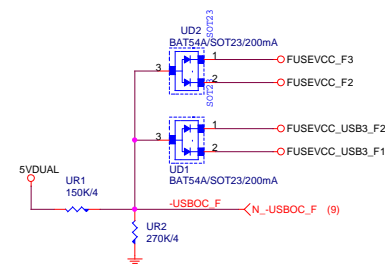 UD2
SOT23
BAT54A/SOT23/200mA
3
1
FUSEVCC_F3
2
FUSEVCC_F2
SOT23
3
1
FUSEVCC_USB3_F2
2
FUSEVCC_USB3_F1
UD1
BAT54A/SOT23/200mA
5VDUAL
UR1
150K/4
-USBOC_F
N_-USBOC_F (9)
UR2
270K/4